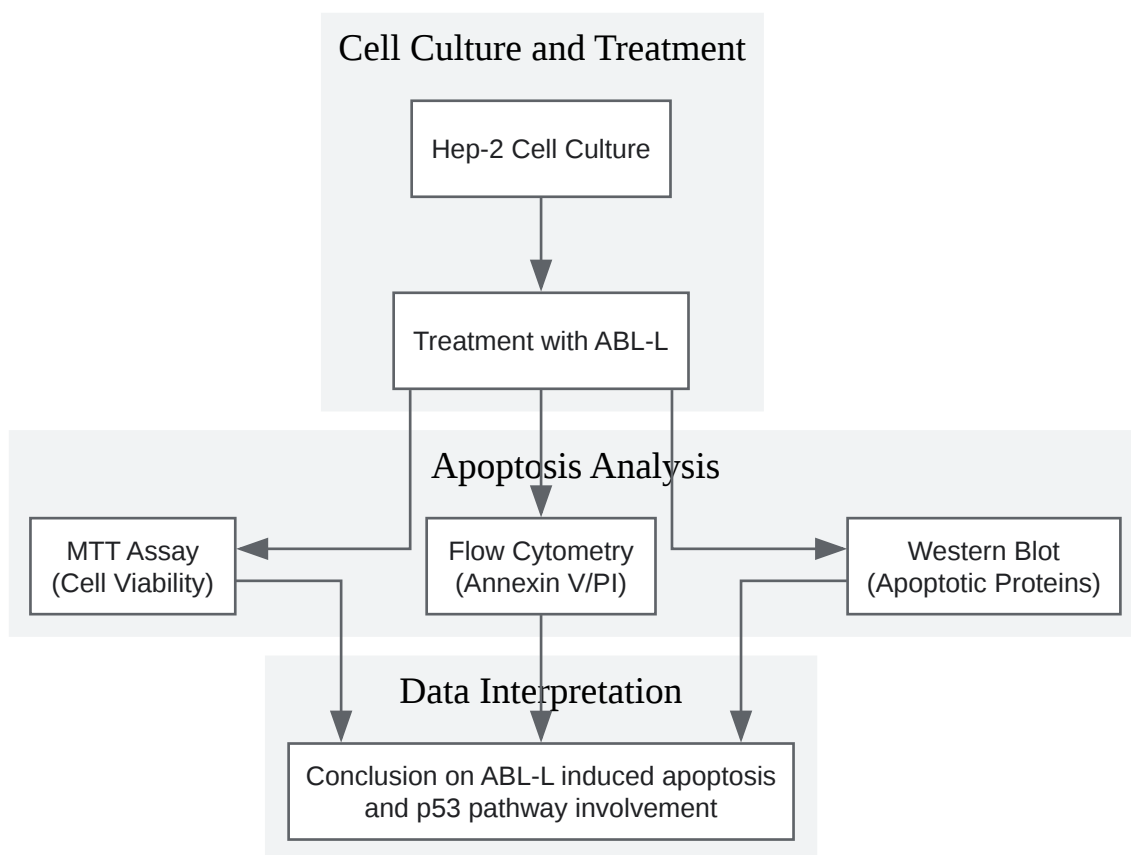 Cell Culture and Treatment
Hep-2 Cell Culture
Treatment with ABL-L
Apoptosis Analysis
MTT Assay
(Cell Viability)
Flow Cytometry
(Annexin V/PI)
Western Blot
(Apoptotic Proteins)
Data Interpretation
Conclusion on ABL-L induced apoptosis
and p53 pathway involvement